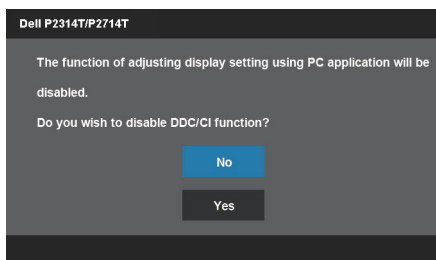 Dell P2314T/P2714T
The function of adjusting display setting using PC application will be
disabled.
Do you wish to disable DDC/CI function?
No
Yes